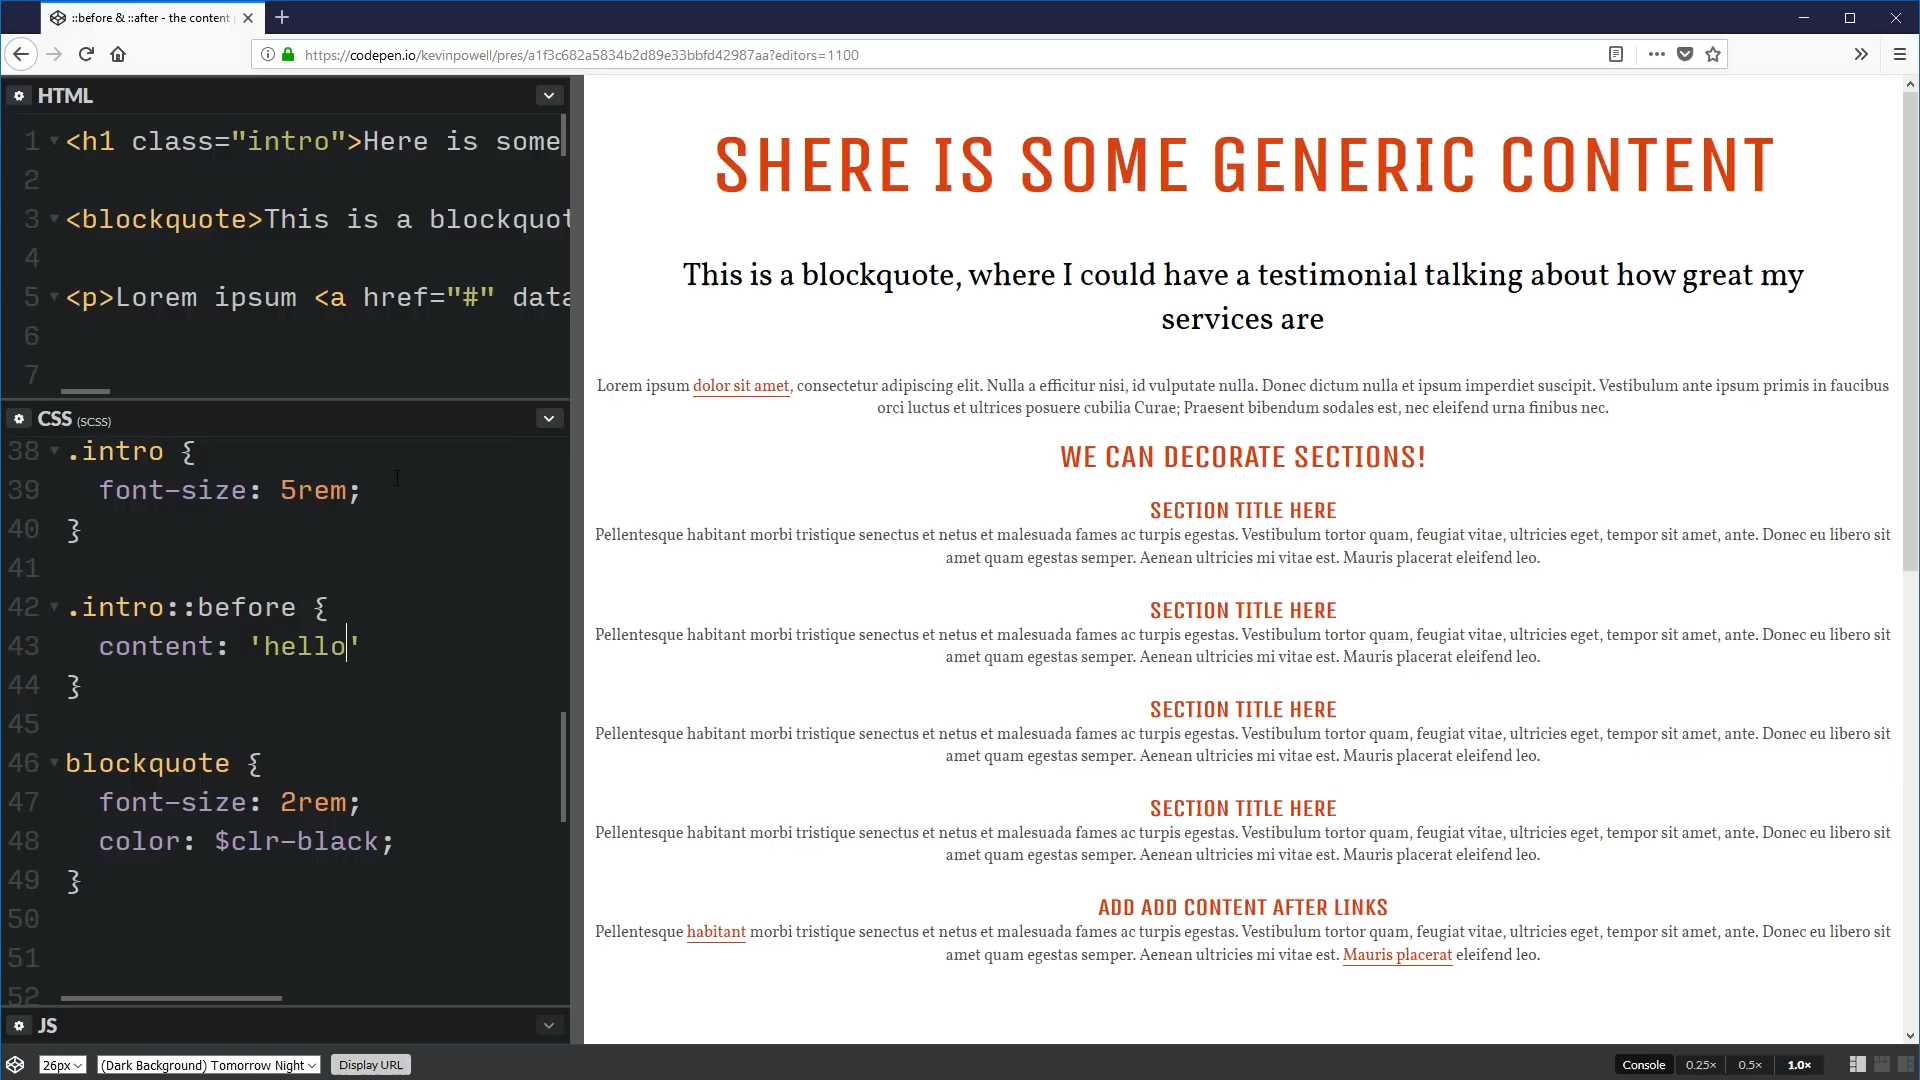 ::before & ::after - the content
https://codepen.io/kevinpowell/pres/a1f3c682a5834b2d89e33bbfd42987aa?editors=1100
HTML
1 <h1 class="intro">Here is some
2
3 <blockquote>This is a blockquot
4
5 <p>Lorem ipsum <a href="#" data
6
7
CSS (SCSS)
38 .intro {
39 font-size: 5rem;
40 }
41
42 .intro::before {
43 content: 'hello'
44 }
45
46 blockquote {
47 font-size: 2rem;
48 color: $clr-black;
49 }
50
51
52
JS
SHERE IS SOME GENERIC CONTENT
This is a blockquote, where I could have a testimonial talking about how great my
services are
Lorem ipsum dolor sit amet, consectetur adipiscing elit. Nulla a efficitur nisi, id vulputate nulla. Donec dictum nulla et ipsum imperdiet suscipit. Vestibulum ante ipsum primis in faucibus
orci luctus et ultrices posuere cubilia Curae; Praesent bibendum sodales est, nec eleifend urna finibus nec.
WE CAN DECORATE SECTIONS!
SECTION TITLE HERE
Pellentesque habitant morbi tristique senectus et netus et malesuada fames ac turpis egestas. Vestibulum tortor quam, feugiat vitae, ultricies eget, tempor sit amet, ante. Donec eu libero sit
amet quam egestas semper. Aenean ultricies mi vitae est. Mauris placerat eleifend leo.
SECTION TITLE HERE
Pellentesque habitant morbi tristique senectus et netus et malesuada fames ac turpis egestas. Vestibulum tortor quam, feugiat vitae, ultricies eget, tempor sit amet, ante. Donec eu libero sit
amet quam egestas semper. Aenean ultricies mi vitae est. Mauris placerat eleifend leo.
SECTION TITLE HERE
Pellentesque habitant morbi tristique senectus et netus et malesuada fames ac turpis egestas. Vestibulum tortor quam, feugiat vitae, ultricies eget, tempor sit amet, ante. Donec eu libero sit
amet quam egestas semper. Aenean ultricies mi vitae est. Mauris placerat eleifend leo.
SECTION TITLE HERE
Pellentesque habitant morbi tristique senectus et netus et malesuada fames ac turpis egestas. Vestibulum tortor quam, feugiat vitae, ultricies eget, tempor sit amet, ante. Donec eu libero sit
amet quam egestas semper. Aenean ultricies mi vitae est. Mauris placerat eleifend leo.
ADD ADD CONTENT AFTER LINKS
Pellentesque habitant morbi tristique senectus et netus et malesuada fames ac turpis egestas. Vestibulum tortor quam, feugiat vitae, ultricies eget, tempor sit amet, ante. Donec eu libero sit
amet quam egestas semper. Aenean ultricies mi vitae est. Mauris placerat eleifend leo.
26px (Dark Background) Tomorrow Night Display URL Console 0.25× 0.5× 1.0×